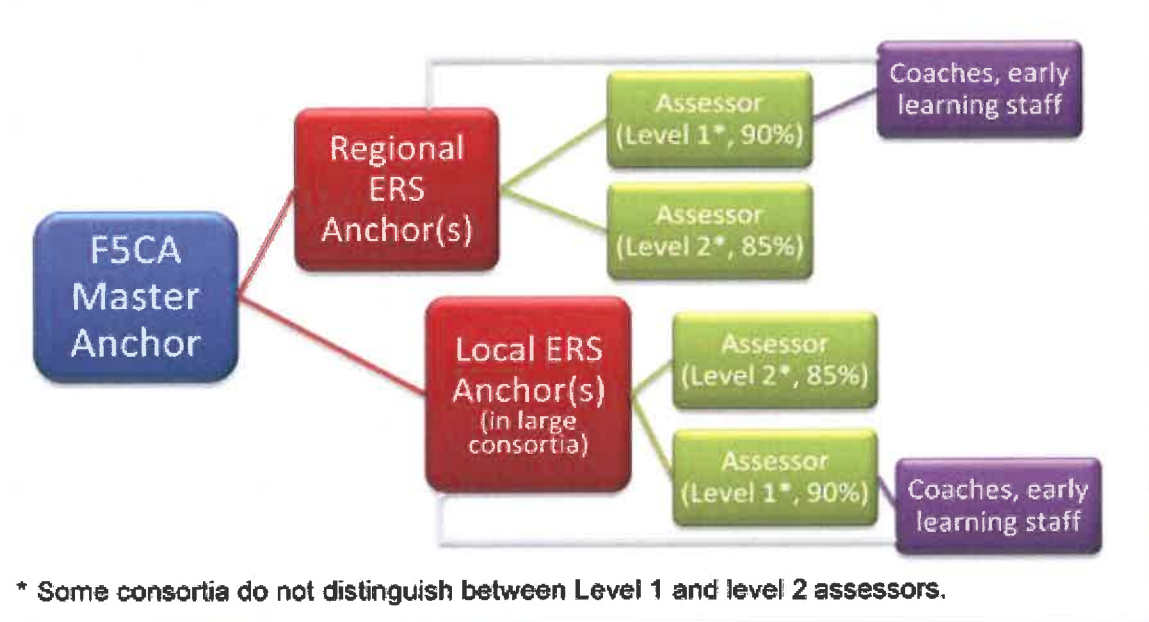 F5CA
Master
Anchor
Regional
ERS
Anchor(s)
Assessor
(Level 1*, 90%)
Assessor
(Level 2*, 85%)
Coaches, early
learning staff
Local ERS
Anchor(s)
(in large
consortia)
Assessor
(Level 2*, 85%)
Assessor
(Level 1*, 90%)
Coaches, early
learning staff
* Some consortia do not distinguish between Level 1 and level 2 assessors.